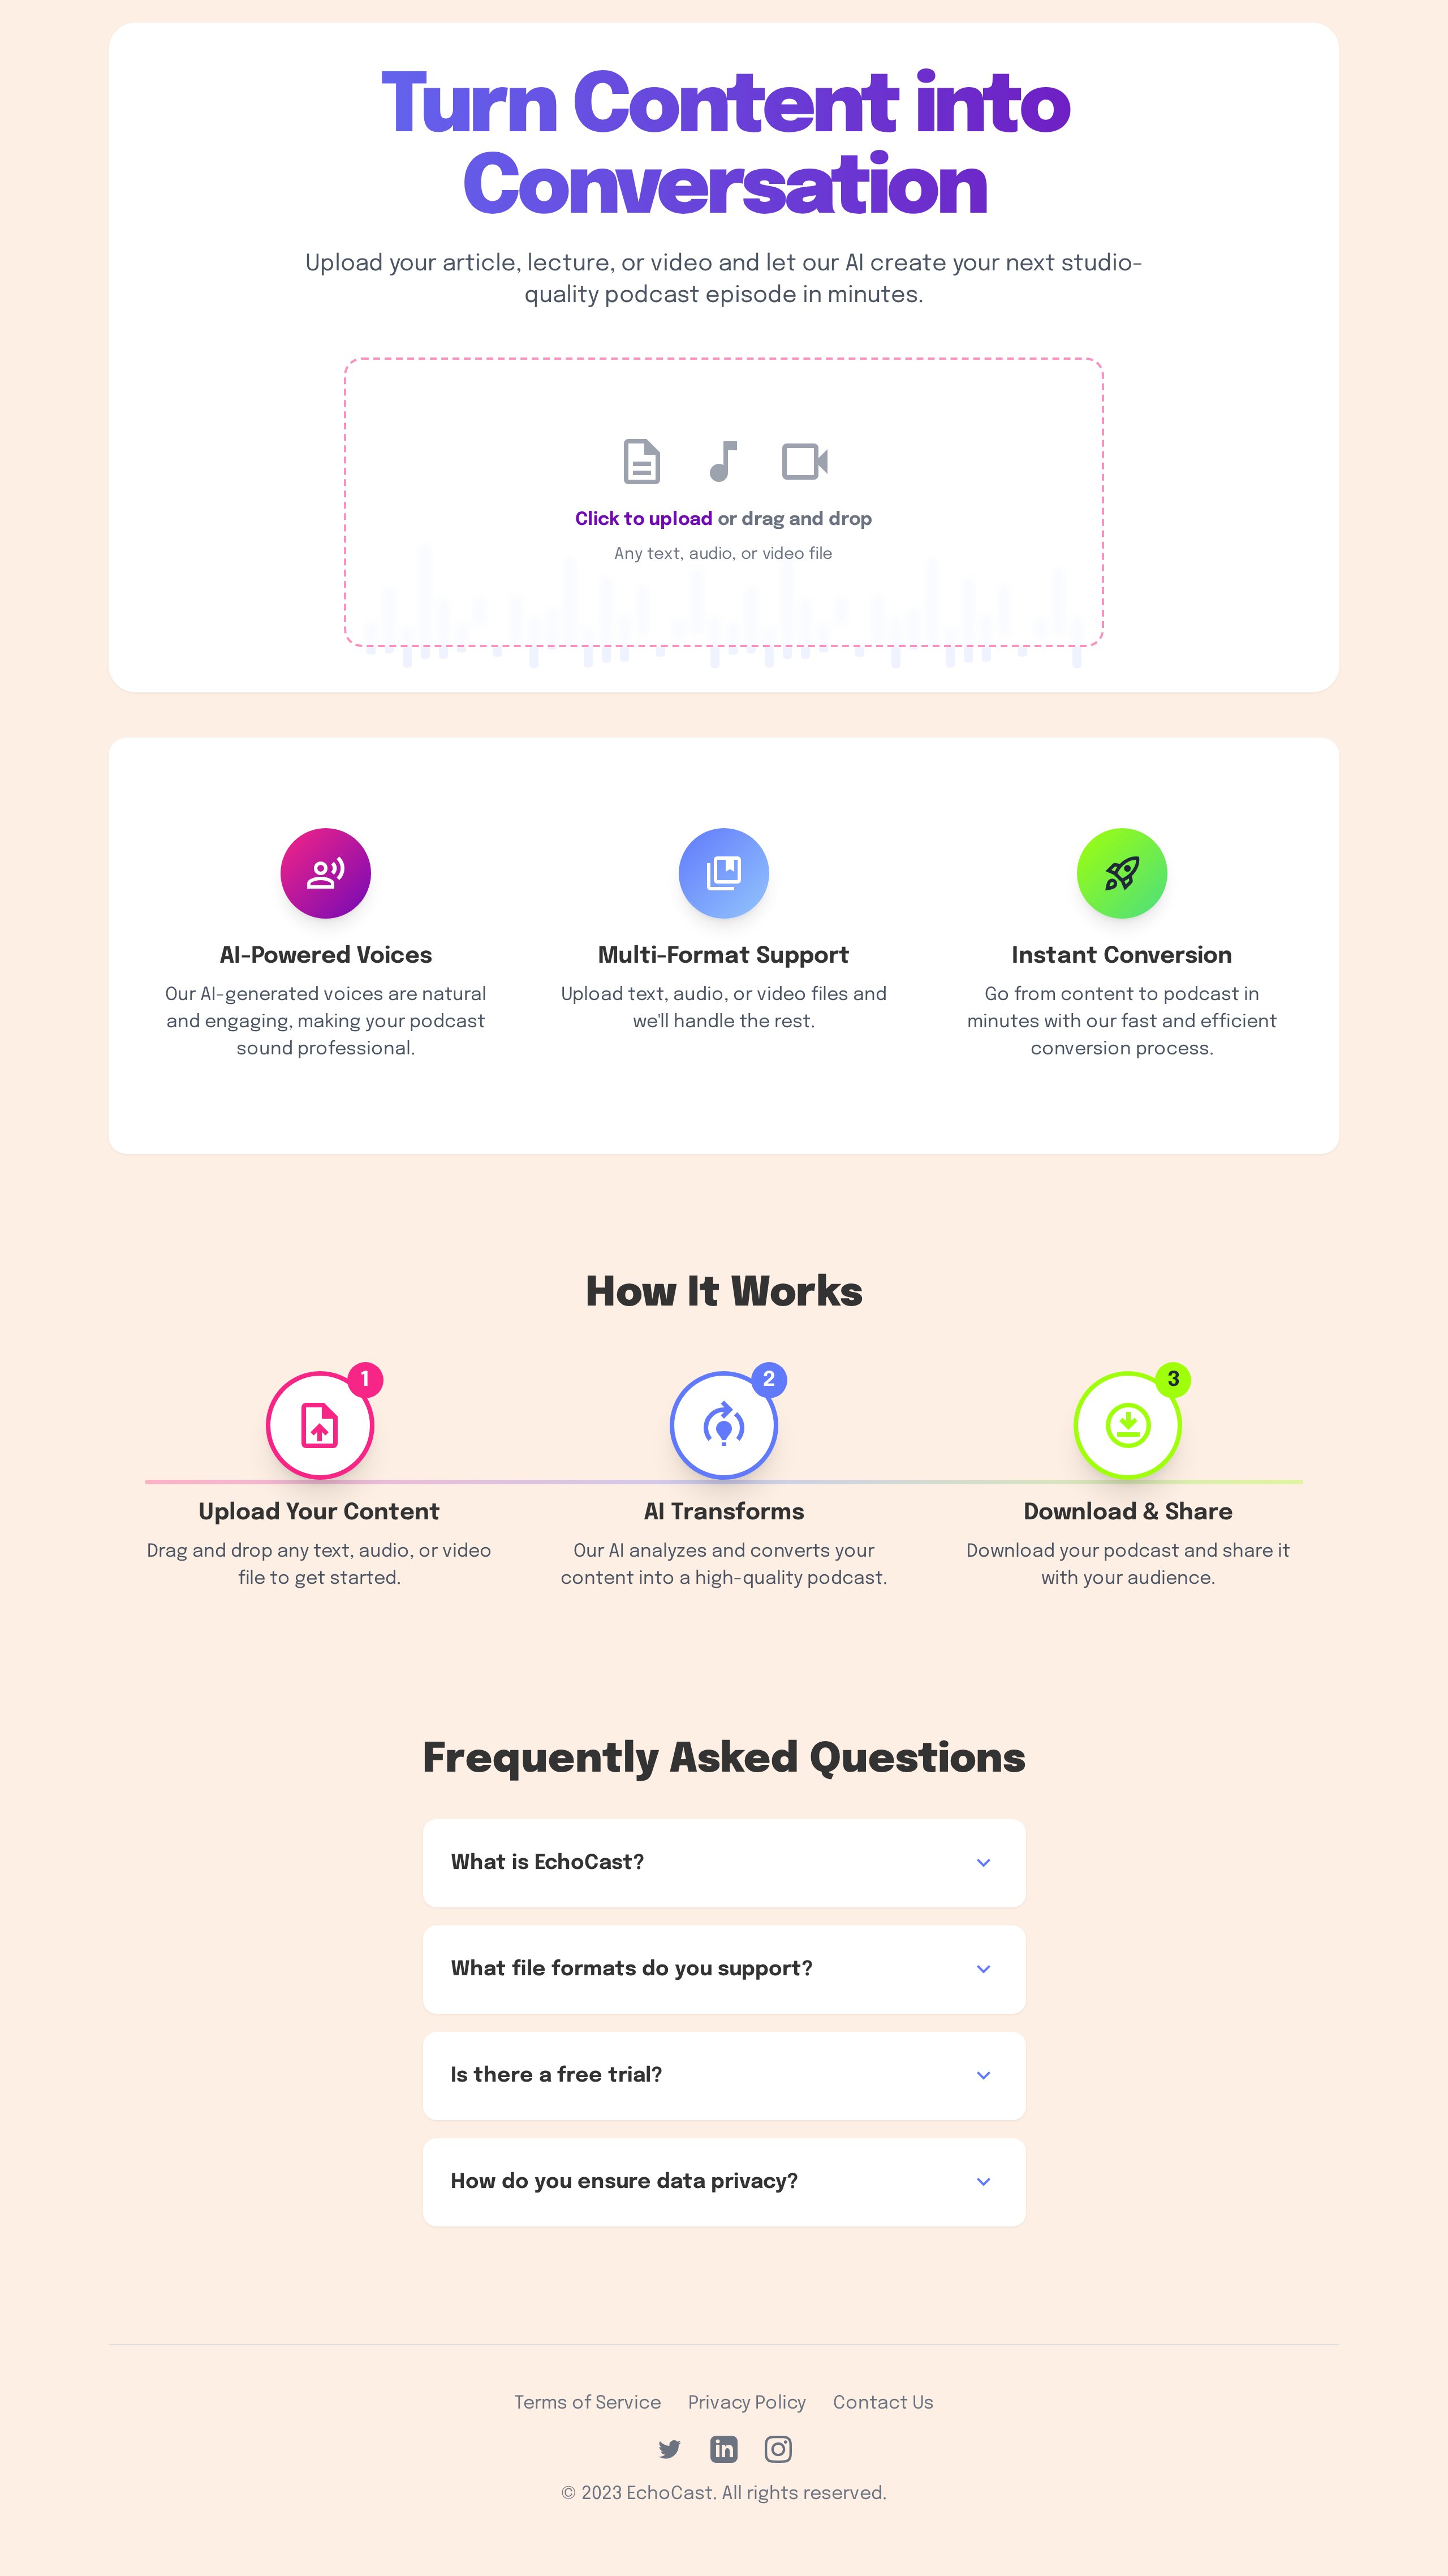 Turn Content into
Conversation
Upload your article, lecture, or video and let our AI create your next studio-
quality podcast episode in minutes.
Click to upload or drag and drop
Any text, audio, or video file
AI-Powered Voices
Our AI-generated voices are natural
and engaging, making your podcast
sound professional.
Multi-Format Support
Upload text, audio, or video files and
we'll handle the rest.
Instant Conversion
Go from content to podcast in
minutes with our fast and efficient
conversion process.
How It Works
1
Upload Your Content
Drag and drop any text, audio, or video
file to get started.
2
AI Transforms
Our AI analyzes and converts your
content into a high-quality podcast.
3
Download & Share
Download your podcast and share it
with your audience.
Frequently Asked Questions
What is EchoCast?
What file formats do you support?
Is there a free trial?
How do you ensure data privacy?
Terms of Service Privacy Policy Contact Us
in
© 2023 EchoCast. All rights reserved.